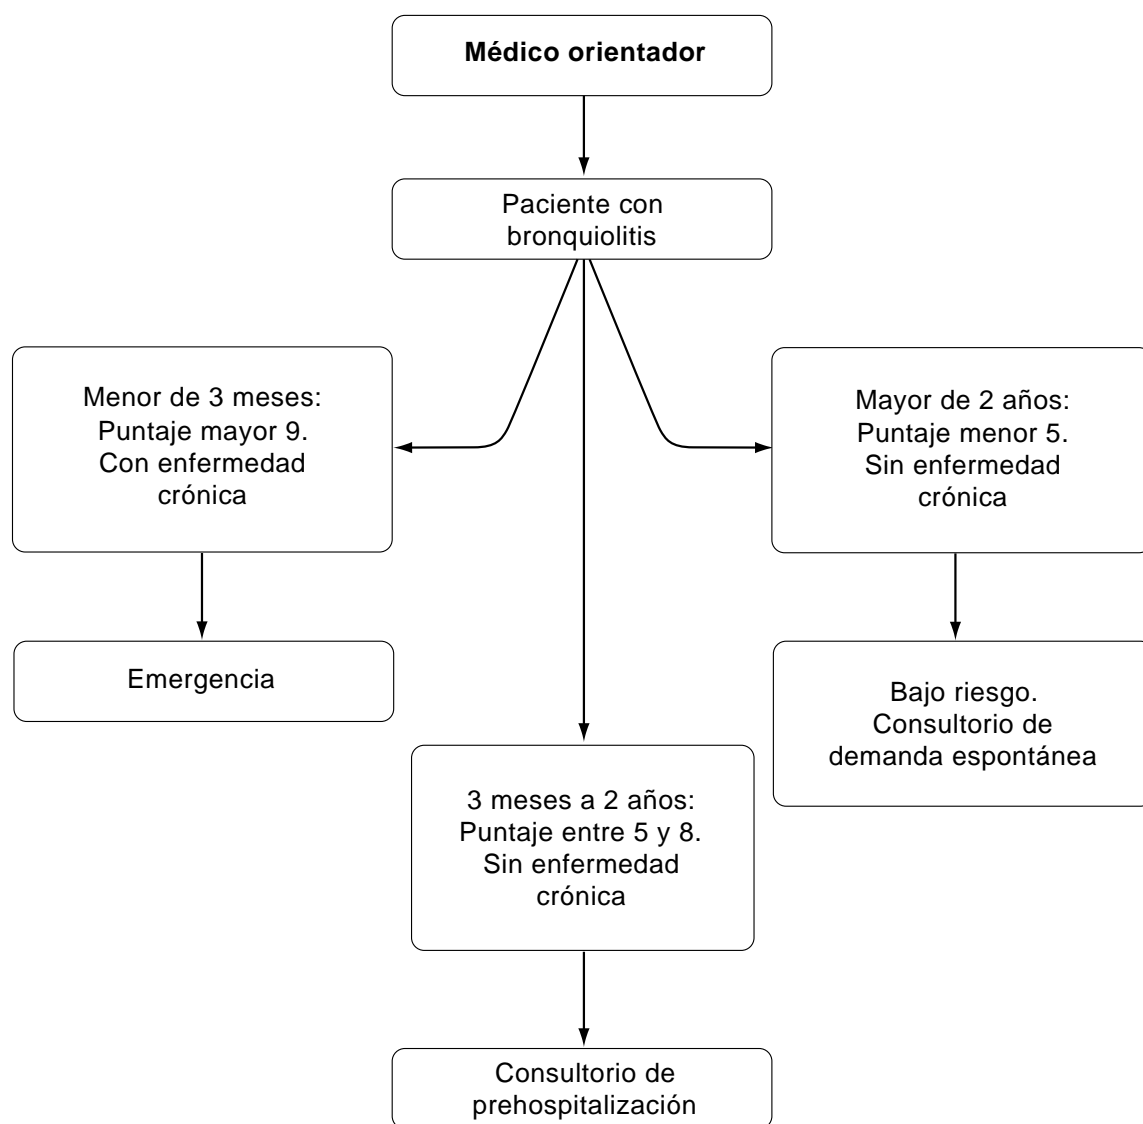 Médico orientador
Paciente con
bronquiolitis
Menor de 3 meses:
Puntaje mayor 9.
Con enfermedad
crónica
Mayor de 2 años:
Puntaje menor 5.
Sin enfermedad
crónica
Emergencia
Bajo riesgo.
Consultorio de
demanda espontánea
3 meses a 2 años:
Puntaje entre 5 y 8.
Sin enfermedad
crónica
Consultorio de
prehospitalización